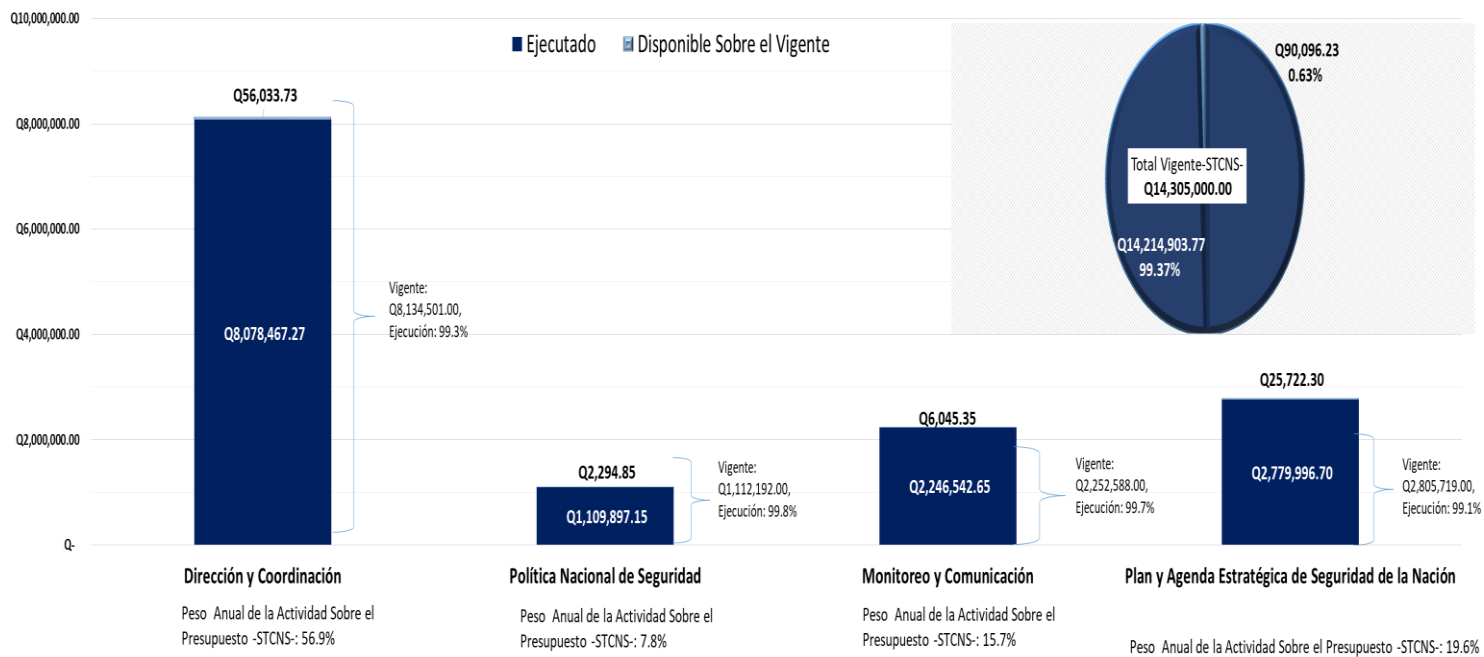 Q10,000,000.00
Q8,000,000.00
Q6,000,000.00
Q4,000,000.00
Q2,000,000.00
Q-
Ejecutado
Disponible Sobre el Vigente
Q90,096.23
0.63%
Total Vigente-STCNS-
Q14,305,000.00
Q14,214,903.77
99.37%
Q56,033.73
Q8,078,467.27
Vigente:
Q8,134,501.00,
Ejecución: 99.3%
Q2,294.85
Q1,109,897.15
Vigente:
Q1,112,192.00,
Ejecución: 99.8%
Q6,045.35
Q2,246,542.65
Vigente:
Q2,252,588.00,
Ejecución: 99.7%
Q25,722.30
Q2,779,996.70
Vigente:
Q2,805,719.00,
Ejecución: 99.1%
Dirección y Coordinación
Peso Anual de la Actividad Sobre el
Presupuesto -STCNS-: 56.9%
Política Nacional de Seguridad
Peso Anual de la Actividad Sobre el
Presupuesto -STCNS-: 7.8%
Monitoreo y Comunicación
Peso Anual de la Actividad Sobre el
Presupuesto -STCNS-: 15.7%
Plan y Agenda Estratégica de Seguridad de la Nación
Peso Anual de la Actividad Sobre el Presupuesto -STCNS-: 19.6%